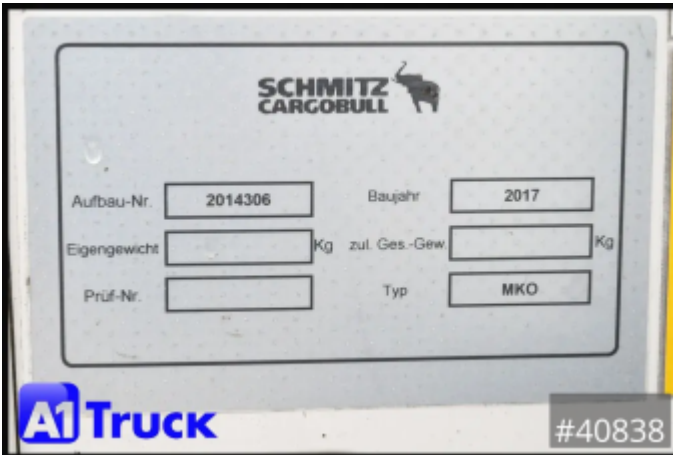 SCHMITZ
CARGOBULL
Aufbau-Nr. 2014306 Baujahr 2017
Eigengewicht Kg zul. Ges.-Gew. Kg
Prüf-Nr. Typ MKO
A1 Truck #40838